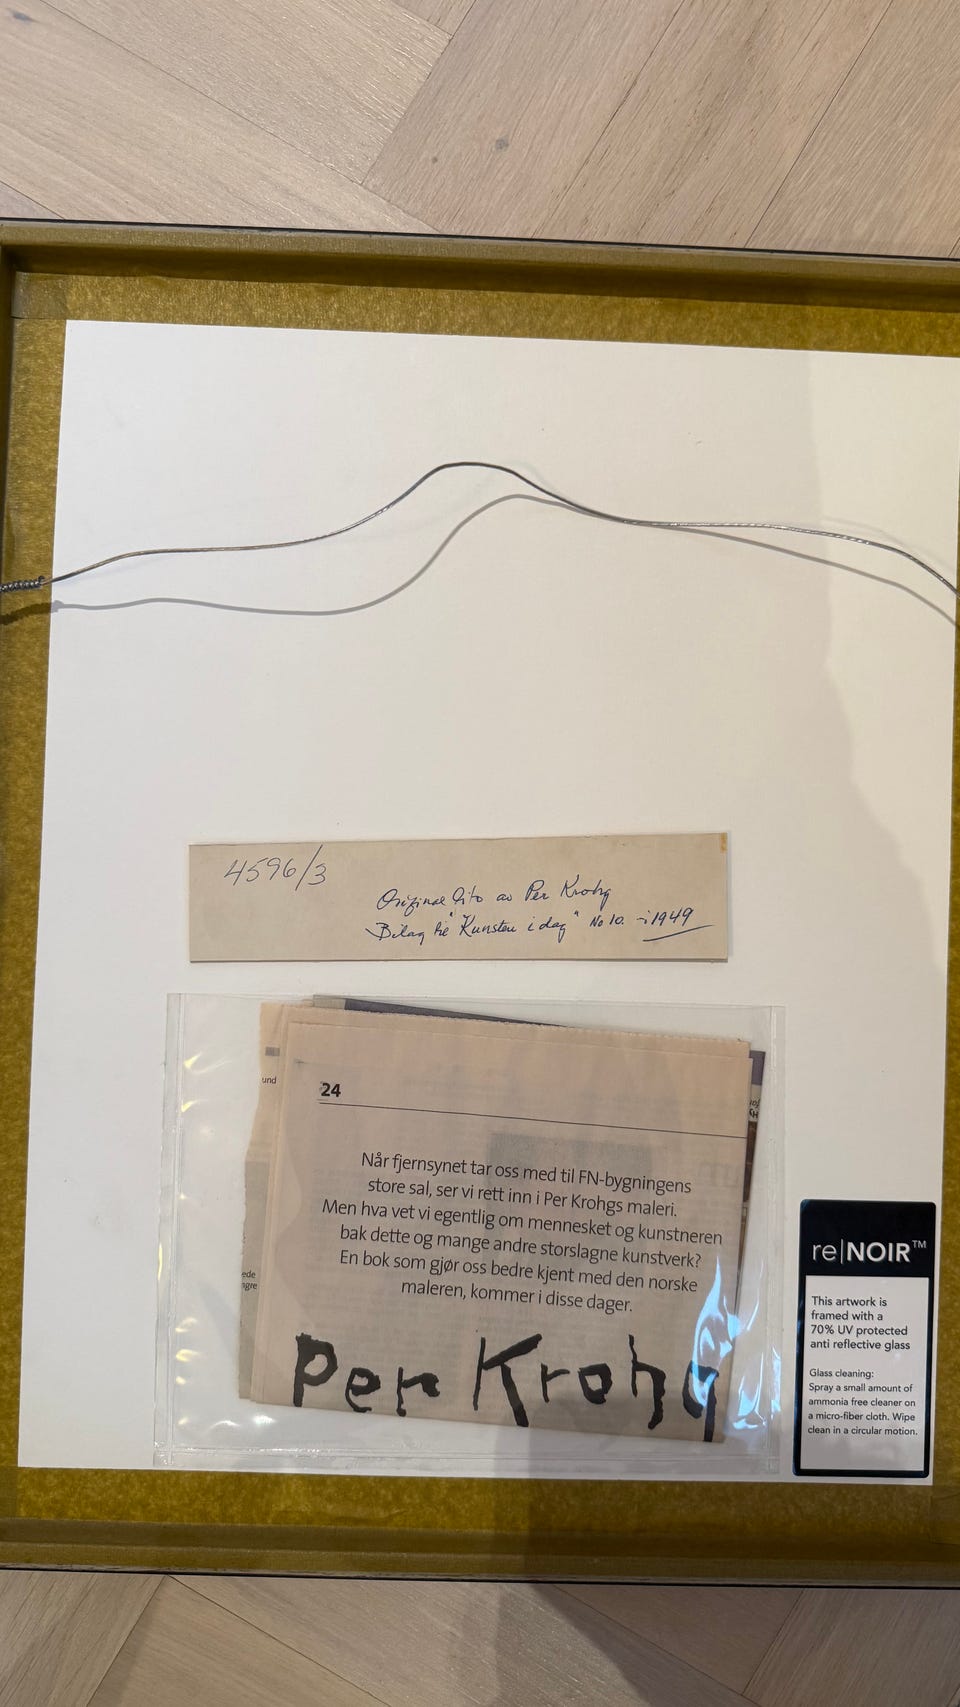 4596/3
Original lito av Per Krohg
Bilag til "Kunsten i dag" No 10. - i 1949
und
24
Når fjernsynet tar oss med til FN-bygningens
store sal, ser vi rett inn i Per Krohgs maleri.
Men hva vet vi egentlig om mennesket og kunstneren
bak dette og mange andre storslagne kunstverk?
En bok som gjør oss bedre kjent med den norske
maleren, kommer i disse dager.
ede
ngre
Per Krohg
re|NOIR™
This artwork is
framed with a
70% UV protected
anti reflective glass
Glass cleaning:
Spray a small amount of
ammonia free cleaner on
a micro-fiber cloth. Wipe
clean in a circular motion.